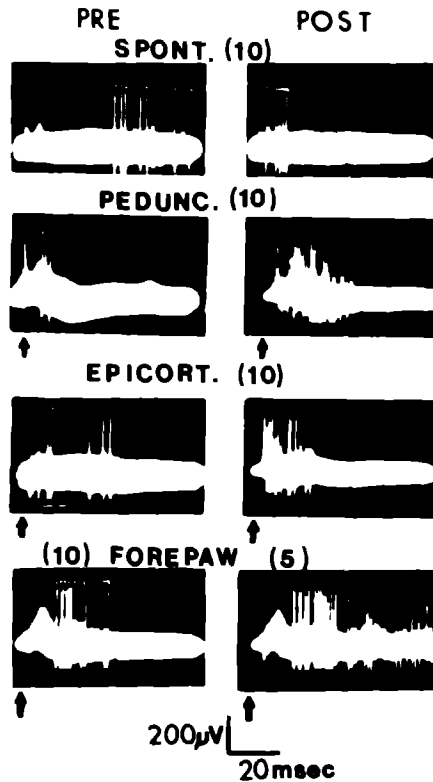 PRE POST
SPONT. (10)
PEDUNC. (10)
EPICORT. (10)
(10) FOREPAW (5)
200µV
20msec